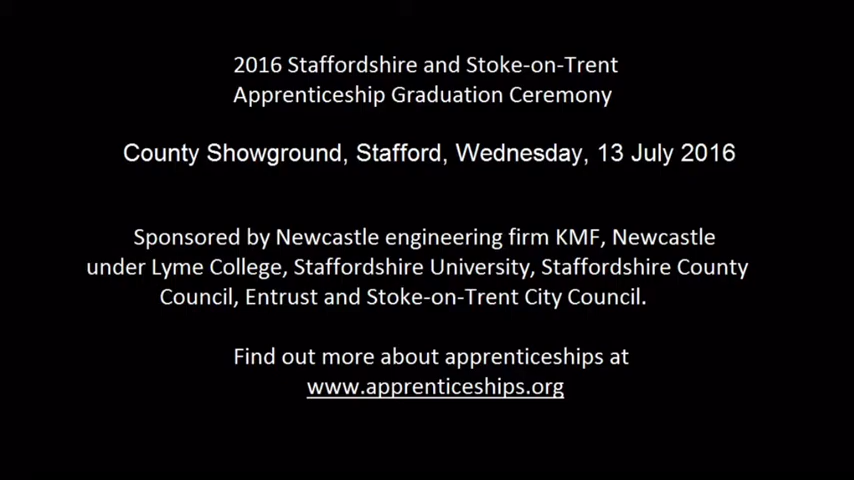 2016 Staffordshire and Stoke-on-Trent
Apprenticeship Graduation Ceremony
County Showground, Stafford, Wednesday, 13 July 2016
Sponsored by Newcastle engineering firm KMF, Newcastle
under Lyme College, Staffordshire University, Staffordshire County
Council, Entrust and Stoke-on-Trent City Council.
Find out more about apprenticeships at
www.apprenticeships.org